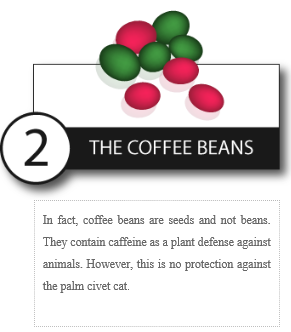 2
THE COFFEE BEANS
In fact, coffee beans are seeds and not beans.
They contain caffeine as a plant defense against
animals. However, this is no protection against
the palm civet cat.